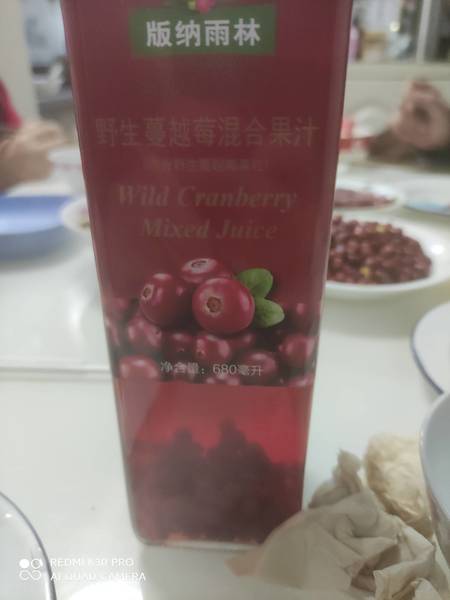 版纳雨林
野生蔓越莓混合果汁
Wild Cranberry
Mixed Juice
净含量：680毫升
REDMI K30 PRO
AI QUAD CAMERA